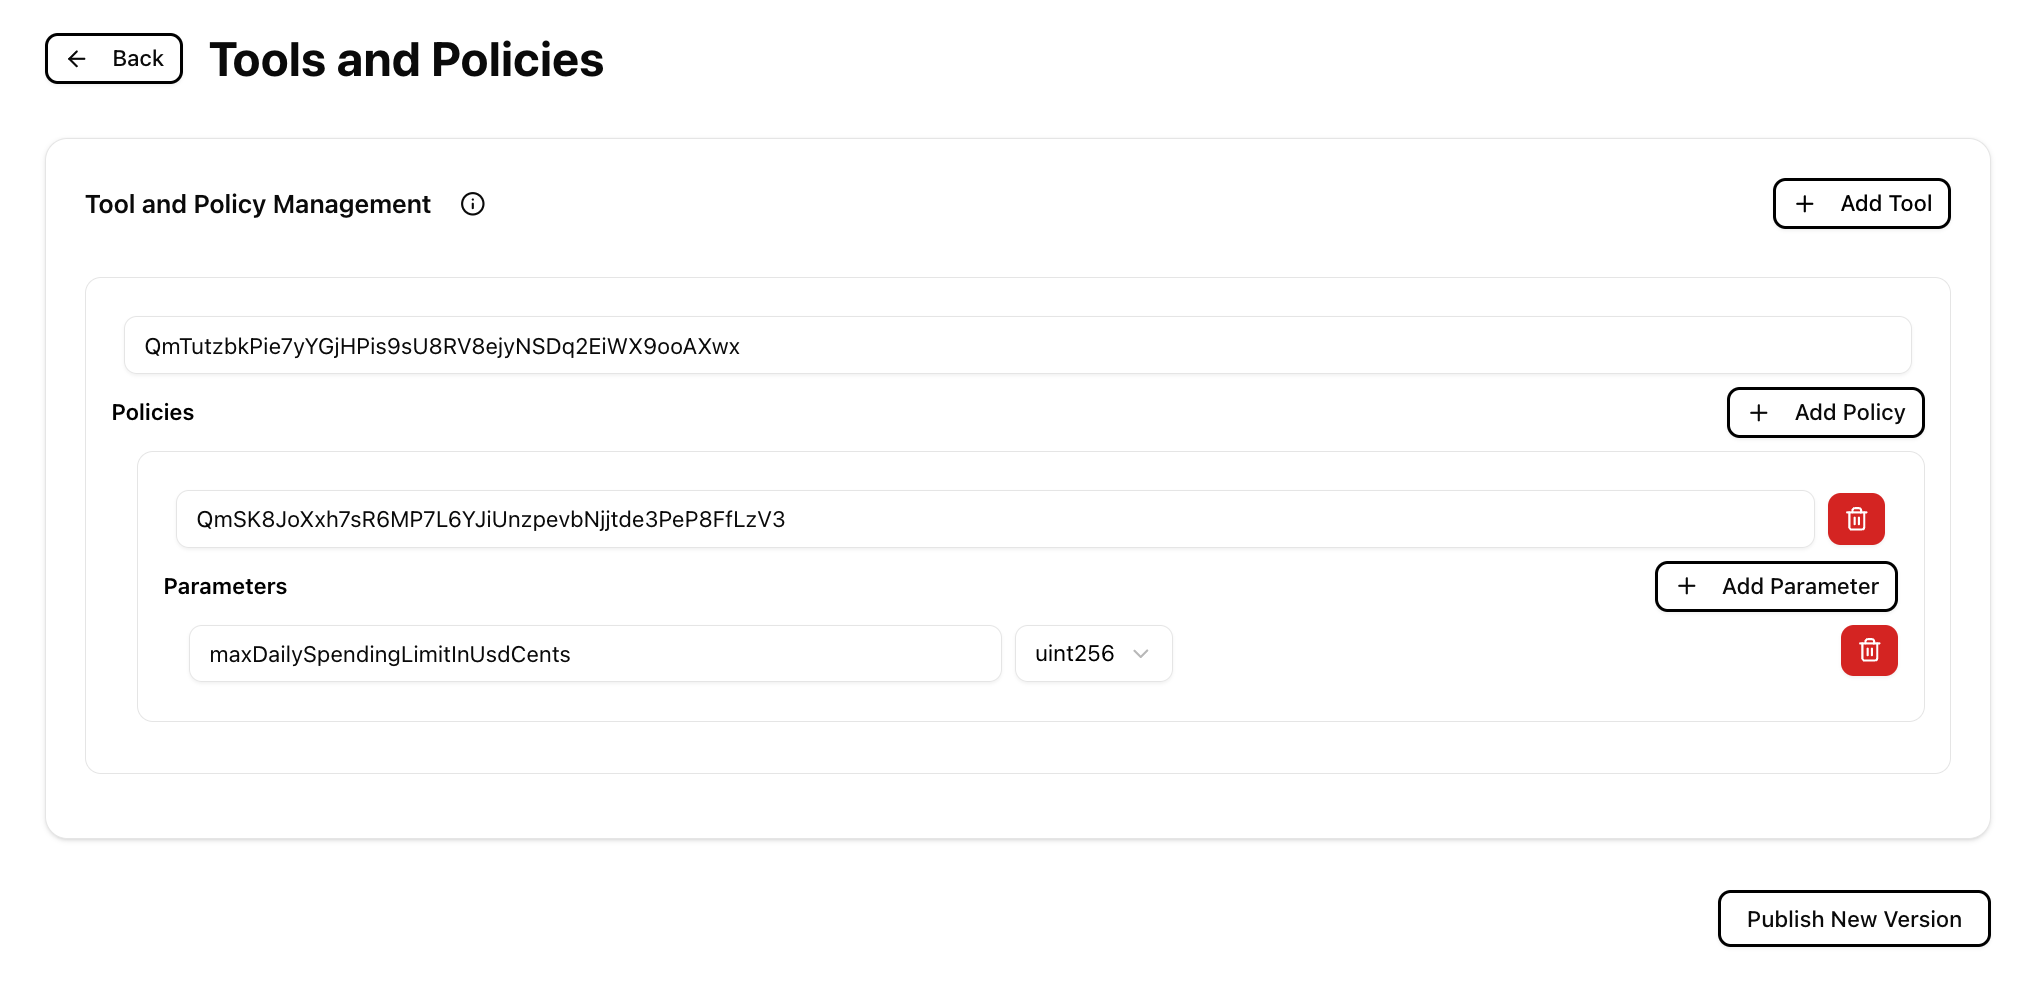 Back
Tools and Policies
Tool and Policy Management
Add Tool
QmTutzbkPie7yYGjHPis9sU8RV8ejyNSDq2EiWX9ooAXwx
Policies
Add Policy
QmSK8JoXxh7sR6MP7L6YJiUnzpevbNjjtde3PeP8FfLzV3
Parameters
Add Parameter
maxDailySpendingLimitInUsdCents
uint256
Publish New Version